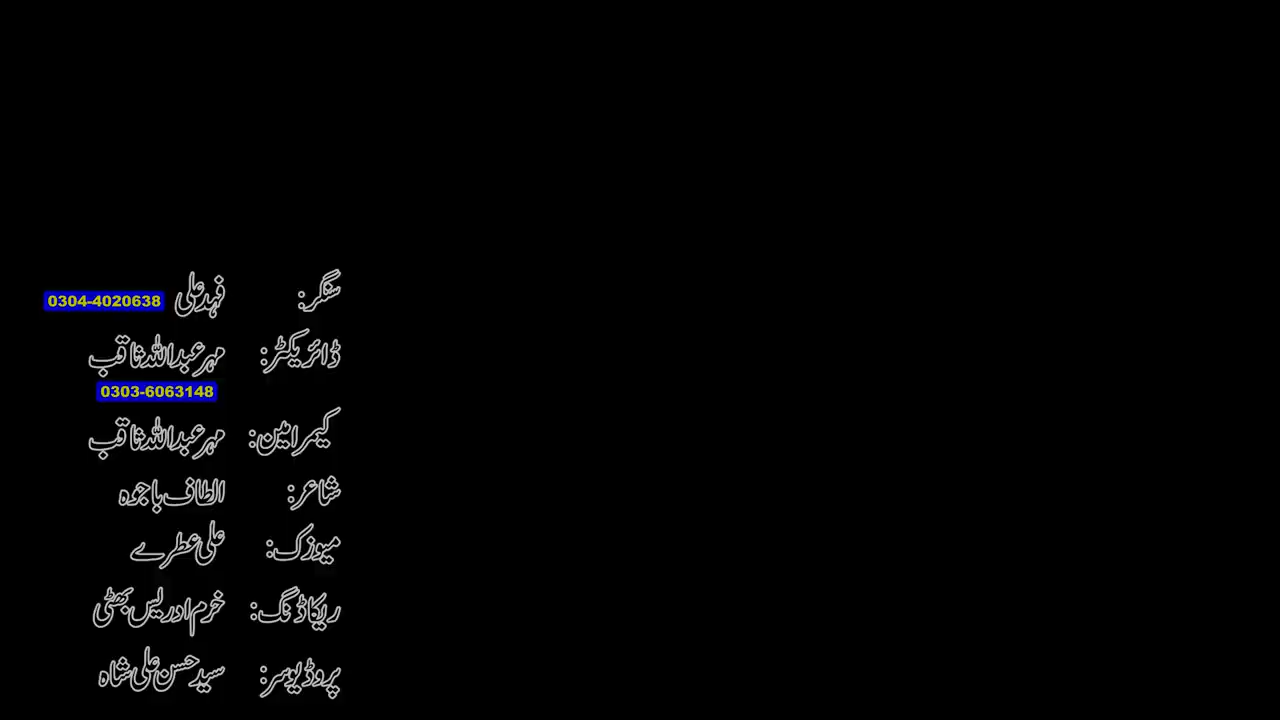 سنگر: فہد علی 0304-4020638
ڈائریکٹر: مہر عبداللہ ثاقب
0303-6063148
کیمرامین: مہر عبداللہ ثاقب
شاعر: الطاف باجوہ
میوزک: علی عطرے
ریکاڈنگ: خرم ادریس بھٹی
پروڈیوسر: سید حسن علی شاہ